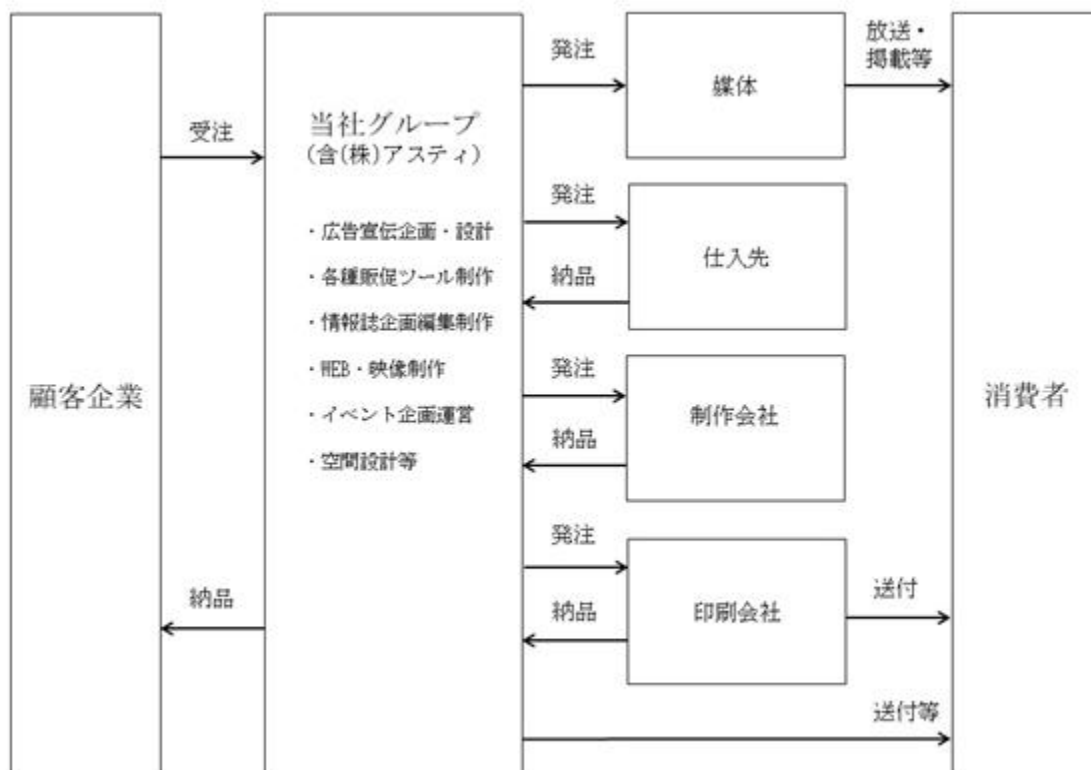 顧客企業
受注
納品
当社グループ
(含(株)アスティ)
・広告宣伝企画・設計
・各種販促ツール制作
・情報誌企画編集制作
・WEB・映像制作
・イベント企画運営
・空間設計等
発注
媒体
放送・
掲載等
発注
仕入先
納品
発注
制作会社
納品
発注
印刷会社
納品
送付
送付等
消費者